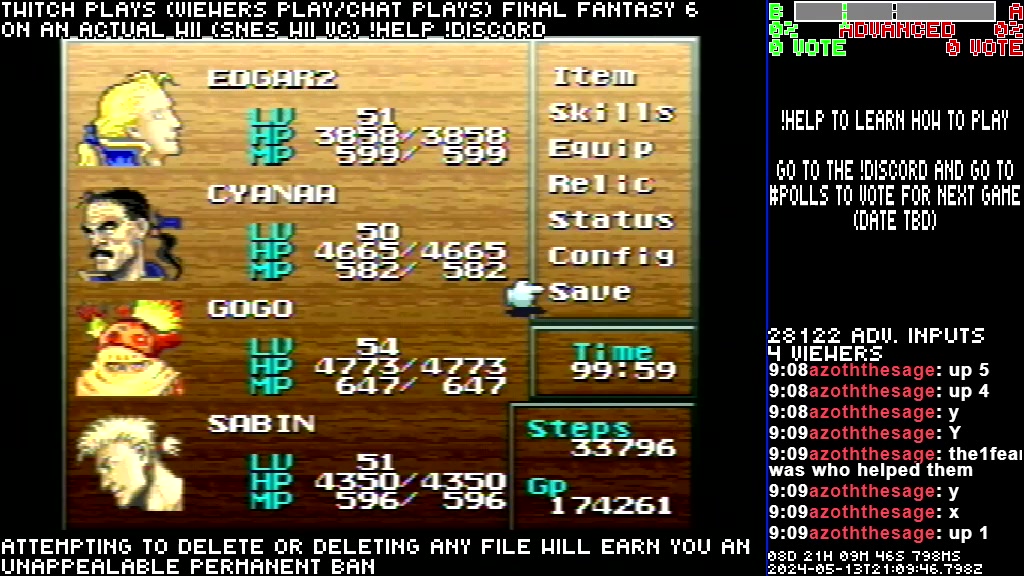 TWITCH PLAYS (VIEWERS PLAY/CHAT PLAYS) FINAL FANTASY 6
ON AN ACTUAL WII (SNES WII VC) !HELP !DISCORD
EDGAR2
LV 51
HP 3858/3858
MP 599/ 599
CYANAA
LV 50
HP 4665/4665
MP 582/ 582
GOGO
LV 54
HP 4773/4773
MP 647/ 647
SABIN
LV 51
HP 4350/4350
MP 596/ 596
Item
Skills
Equip
Relic
Status
Config
Save
Time
99:59
Steps
33796
Gp
174261
ATTEMPTING TO DELETE OR DELETING ANY FILE WILL EARN YOU AN
UNAPPEALABLE PERMANENT BAN
B A
0% ADVANCED 0%
0 VOTE 0 VOTE
!HELP TO LEARN HOW TO PLAY
GO TO THE !DISCORD AND GO TO
#POLLS TO VOTE FOR NEXT GAME
(DATE TBD)
28122 ADV. INPUTS
4 VIEWERS
9:08azoththesage: up 5
9:08azoththesage: up 4
9:08azoththesage: y
9:09azoththesage: Y
9:09azoththesage: the1fear
was who helped them
9:09azoththesage: y
9:09azoththesage: x
9:09azoththesage: up 1
08D 21H 09M 46S 798MS
2024-05-13T21:09:46.798Z